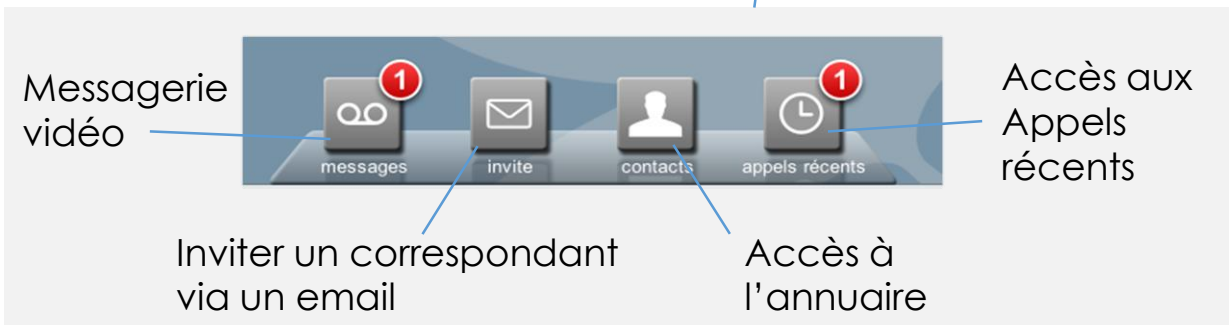 1
1
Messagerie
vidéo
messages
invite
contacts
appels récents
Accès aux
Appels
récents
Inviter un correspondant
via un email
Accès à
l’annuaire